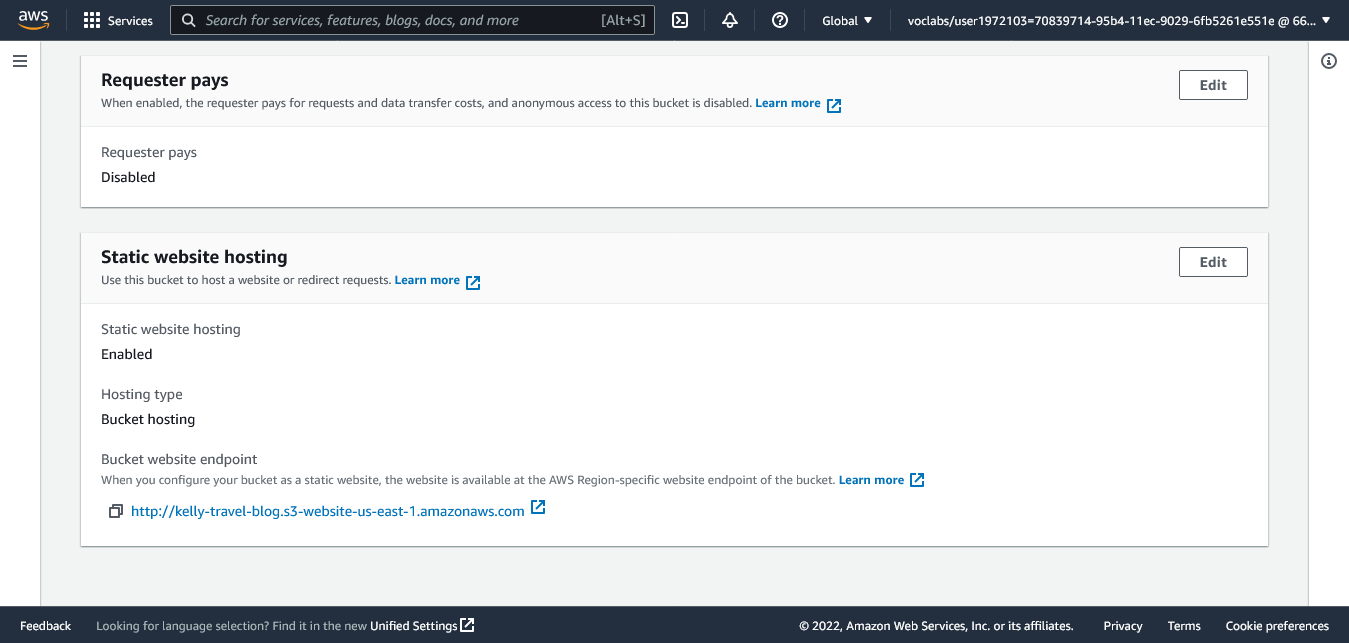 aws
Services
Search for services, features, blogs, docs, and more [Alt+S]
Global
voclabs/user1972103=70839714-95b4-11ec-9029-6fb5261e551e @ 66...
Requester pays
Edit
When enabled, the requester pays for requests and data transfer costs, and anonymous access to this bucket is disabled. Learn more
Requester pays
Disabled
Static website hosting
Edit
Use this bucket to host a website or redirect requests. Learn more
Static website hosting
Enabled
Hosting type
Bucket hosting
Bucket website endpoint
When you configure your bucket as a static website, the website is available at the AWS Region-specific website endpoint of the bucket. Learn more
http://kelly-travel-blog.s3-website-us-east-1.amazonaws.com
Feedback
Looking for language selection? Find it in the new Unified Settings
© 2022, Amazon Web Services, Inc. or its affiliates.
Privacy
Terms
Cookie preferences